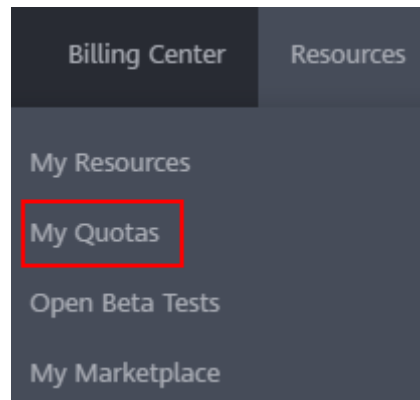 Billing Center Resources
My Resources
My Quotas
Open Beta Tests
My Marketplace